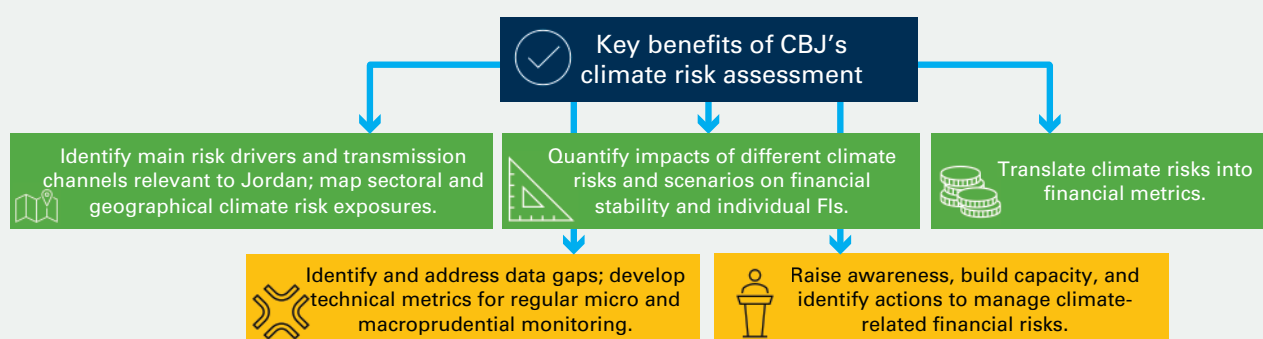 Key benefits of CBJ’s
climate risk assessment
Identify main risk drivers and transmission
channels relevant to Jordan; map sectoral and
geographical climate risk exposures.
Quantify impacts of different climate
risks and scenarios on financial
stability and individual FIs.
Translate climate risks into
financial metrics.
Identify and address data gaps; develop
technical metrics for regular micro and
macroprudential monitoring.
Raise awareness, build capacity, and
identify actions to manage climate-
related financial risks.